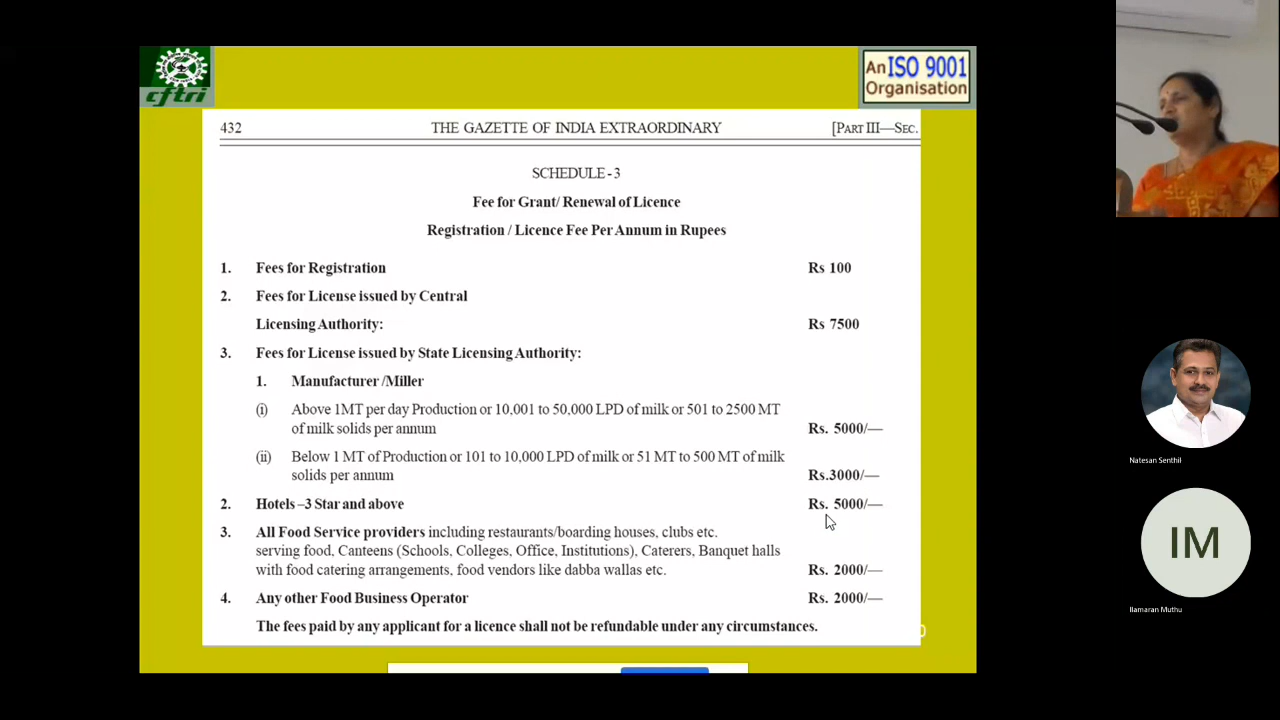 cftri
An ISO 9001
Organisation
432 THE GAZETTE OF INDIA EXTRAORDINARY [PART III—SEC.
SCHEDULE - 3
Fee for Grant/ Renewal of Licence
Registration / Licence Fee Per Annum in Rupees
1. Fees for Registration Rs 100
2. Fees for License issued by Central
Licensing Authority: Rs 7500
3. Fees for License issued by State Licensing Authority:
1. Manufacturer /Miller
(i) Above 1MT per day Production or 10,001 to 50,000 LPD of milk or 501 to 2500 MT
of milk solids per annum Rs. 5000/—
(ii) Below 1 MT of Production or 101 to 10,000 LPD of milk or 51 MT to 500 MT of milk
solids per annum Rs.3000/—
2. Hotels –3 Star and above Rs. 5000/—
3. All Food Service providers including restaurants/boarding houses, clubs etc.
serving food, Canteens (Schools, Colleges, Office, Institutions), Caterers, Banquet halls
with food catering arrangements, food vendors like dabba wallas etc. Rs. 2000/—
4. Any other Food Business Operator Rs. 2000/—
The fees paid by any applicant for a licence shall not be refundable under any circumstances.
Natesan Senthil
IM
Ilamaran Muthu